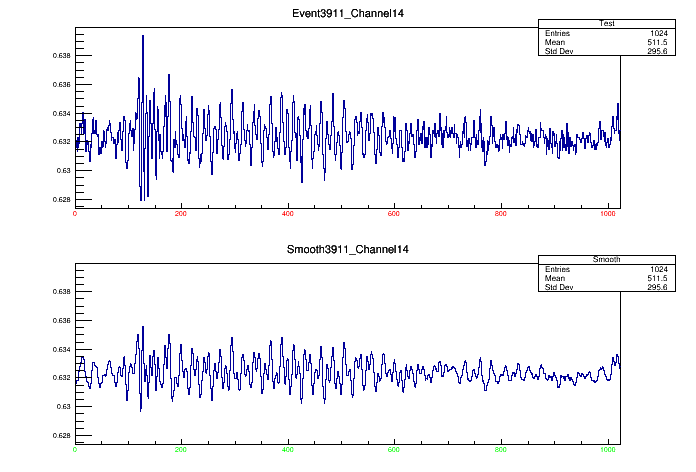 Event3911_Channel14
Test
Entries 1024
Mean 511.5
Std Dev 295.6
0.638
0.636
0.634
0.632
0.63
0.628
0 200 400 600 800 1000
Smooth3911_Channel14
Smooth
Entries 1024
Mean 511.5
Std Dev 295.6
0.638
0.636
0.634
0.632
0.63
0.628
0 200 400 600 800 1000